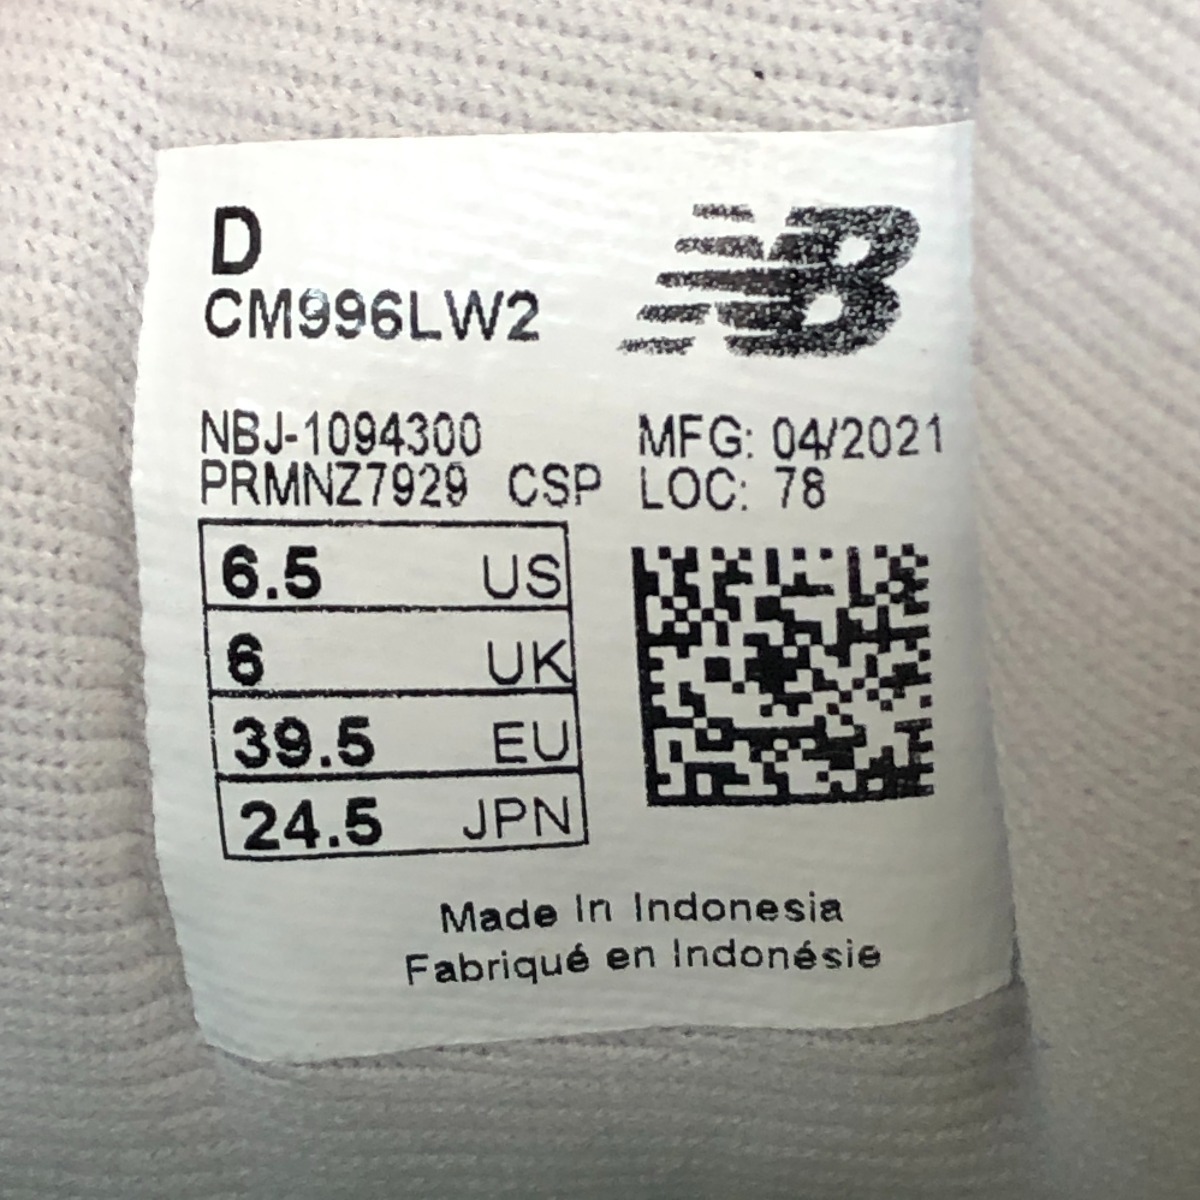 D
NB
CM996LW2
NBJ-1094300 MFG: 04/2021
PRMNZ7929 CSP LOC: 78
6.5 US
6 UK
39.5 EU
24.5 JPN
Made In Indonesia
Fabriqué en Indonésie